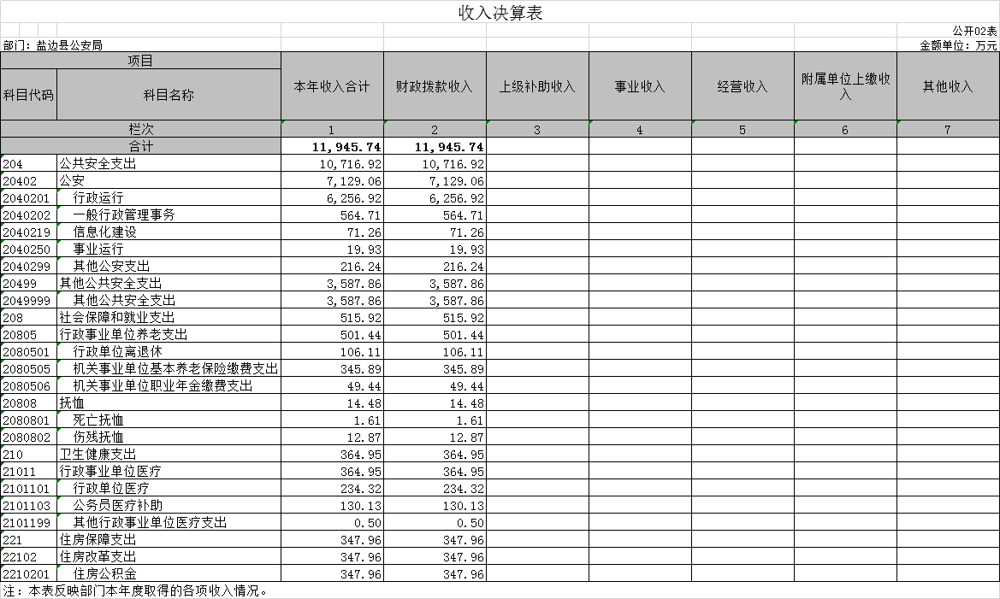 收入决算表
公开02表
部门：盐边县公安局 金额单位：万元
项目 本年收入合计 财政拨款收入 上级补助收入 事业收入 经营收入 附属单位上缴收入 其他收入
科目代码 科目名称
栏次 1 2 3 4 5 6 7
合计 11,945.74 11,945.74
204 公共安全支出 10,716.92 10,716.92
20402 公安 7,129.06 7,129.06
2040201 行政运行 6,256.92 6,256.92
2040202 一般行政管理事务 564.71 564.71
2040219 信息化建设 71.26 71.26
2040250 事业运行 19.93 19.93
2040299 其他公安支出 216.24 216.24
20499 其他公共安全支出 3,587.86 3,587.86
2049999 其他公共安全支出 3,587.86 3,587.86
208 社会保障和就业支出 515.92 515.92
20805 行政事业单位养老支出 501.44 501.44
2080501 行政单位离退休 106.11 106.11
2080505 机关事业单位基本养老保险缴费支出 345.89 345.89
2080506 机关事业单位职业年金缴费支出 49.44 49.44
20808 抚恤 14.48 14.48
2080801 死亡抚恤 1.61 1.61
2080802 伤残抚恤 12.87 12.87
210 卫生健康支出 364.95 364.95
21011 行政事业单位医疗 364.95 364.95
2101101 行政单位医疗 234.32 234.32
2101103 公务员医疗补助 130.13 130.13
2101199 其他行政事业单位医疗支出 0.50 0.50
221 住房保障支出 347.96 347.96
22102 住房改革支出 347.96 347.96
2210201 住房公积金 347.96 347.96
注：本表反映部门本年度取得的各项收入情况。